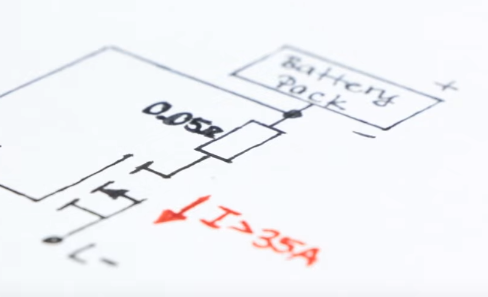 Battery
Pack
+
-
0.05Ω
I>35A
L-